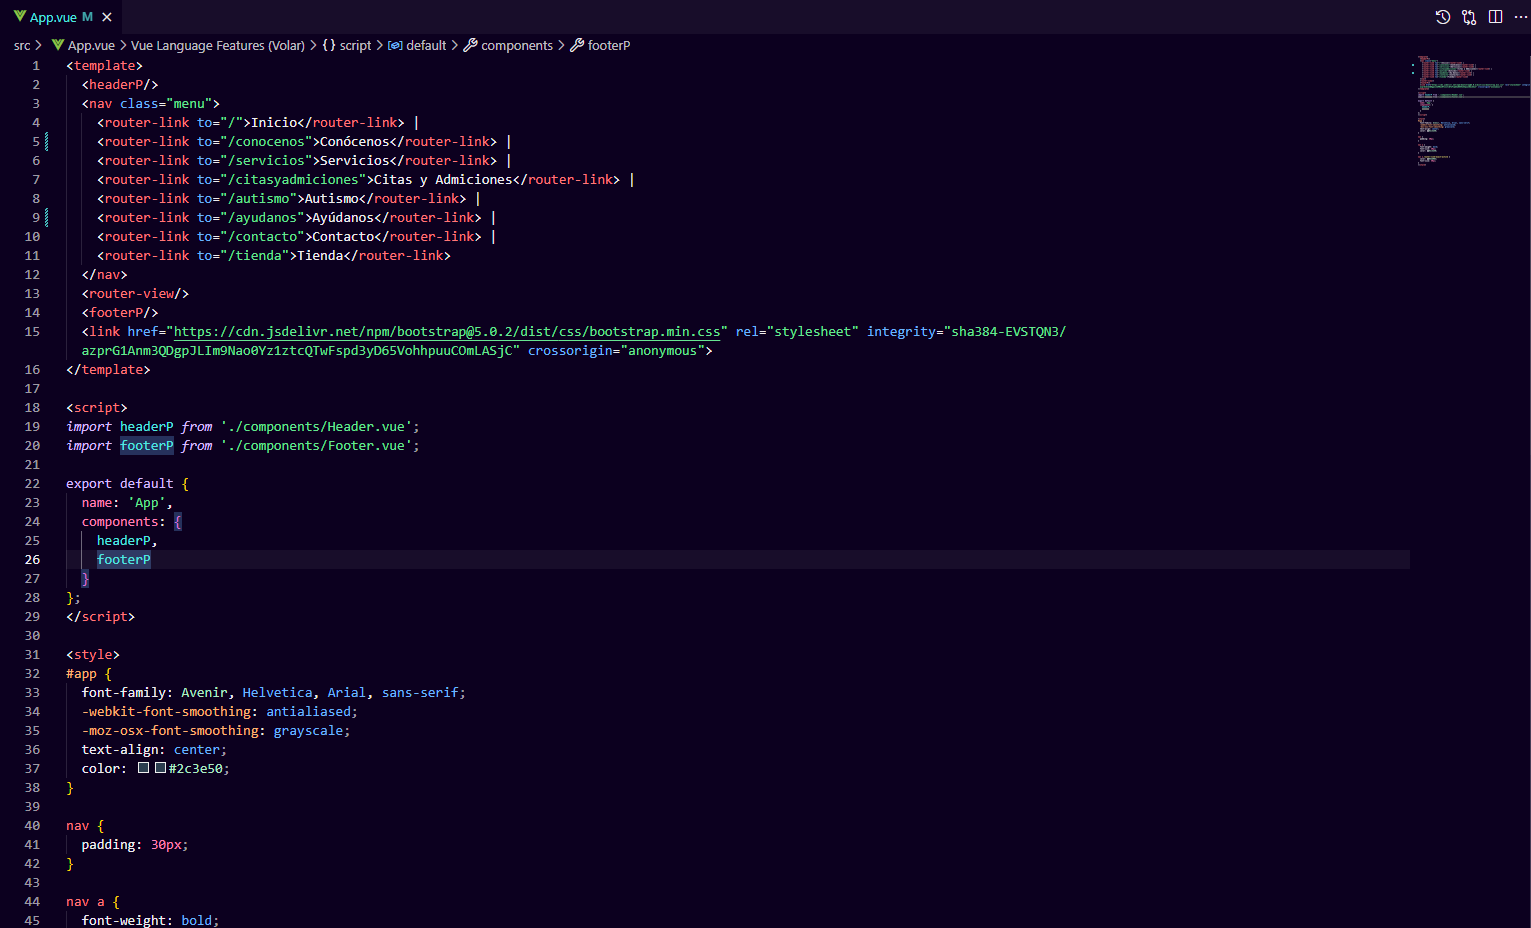 App.vue M
src > App.vue > Vue Language Features (Volar) > {} script > default > components > footerP
1 <template>
2 <headerP/>
3 <nav class="menu">
4 <router-link to="/">Inicio</router-link> |
5 <router-link to="/conocenos">Conócenos</router-link> |
6 <router-link to="/servicios">Servicios</router-link> |
7 <router-link to="/citasyadmiciones">Citas y Admiciones</router-link> |
8 <router-link to="/autismo">Autismo</router-link> |
9 <router-link to="/ayudanos">Ayúdanos</router-link> |
10 <router-link to="/contacto">Contacto</router-link> |
11 <router-link to="/tienda">Tienda</router-link>
12 </nav>
13 <router-view/>
14 <footerP/>
15 <link href="https://cdn.jsdelivr.net/npm/bootstrap@5.0.2/dist/css/bootstrap.min.css" rel="stylesheet" integrity="sha384-EVSTQN3/
azprG1Anm3QDgpJLIm9Nao0Yz1ztcQTwFspd3yD65VohhpuuCOmLASjC" crossorigin="anonymous">
16 </template>
17
18 <script>
19 import headerP from './components/Header.vue';
20 import footerP from './components/Footer.vue';
21
22 export default {
23 name: 'App',
24 components: {
25 headerP,
26 footerP
27 }
28 };
29 </script>
30
31 <style>
32 #app {
33 font-family: Avenir, Helvetica, Arial, sans-serif;
34 -webkit-font-smoothing: antialiased;
35 -moz-osx-font-smoothing: grayscale;
36 text-align: center;
37 color: #2c3e50;
38 }
39
40 nav {
41 padding: 30px;
42 }
43
44 nav a {
45 font-weight: bold;